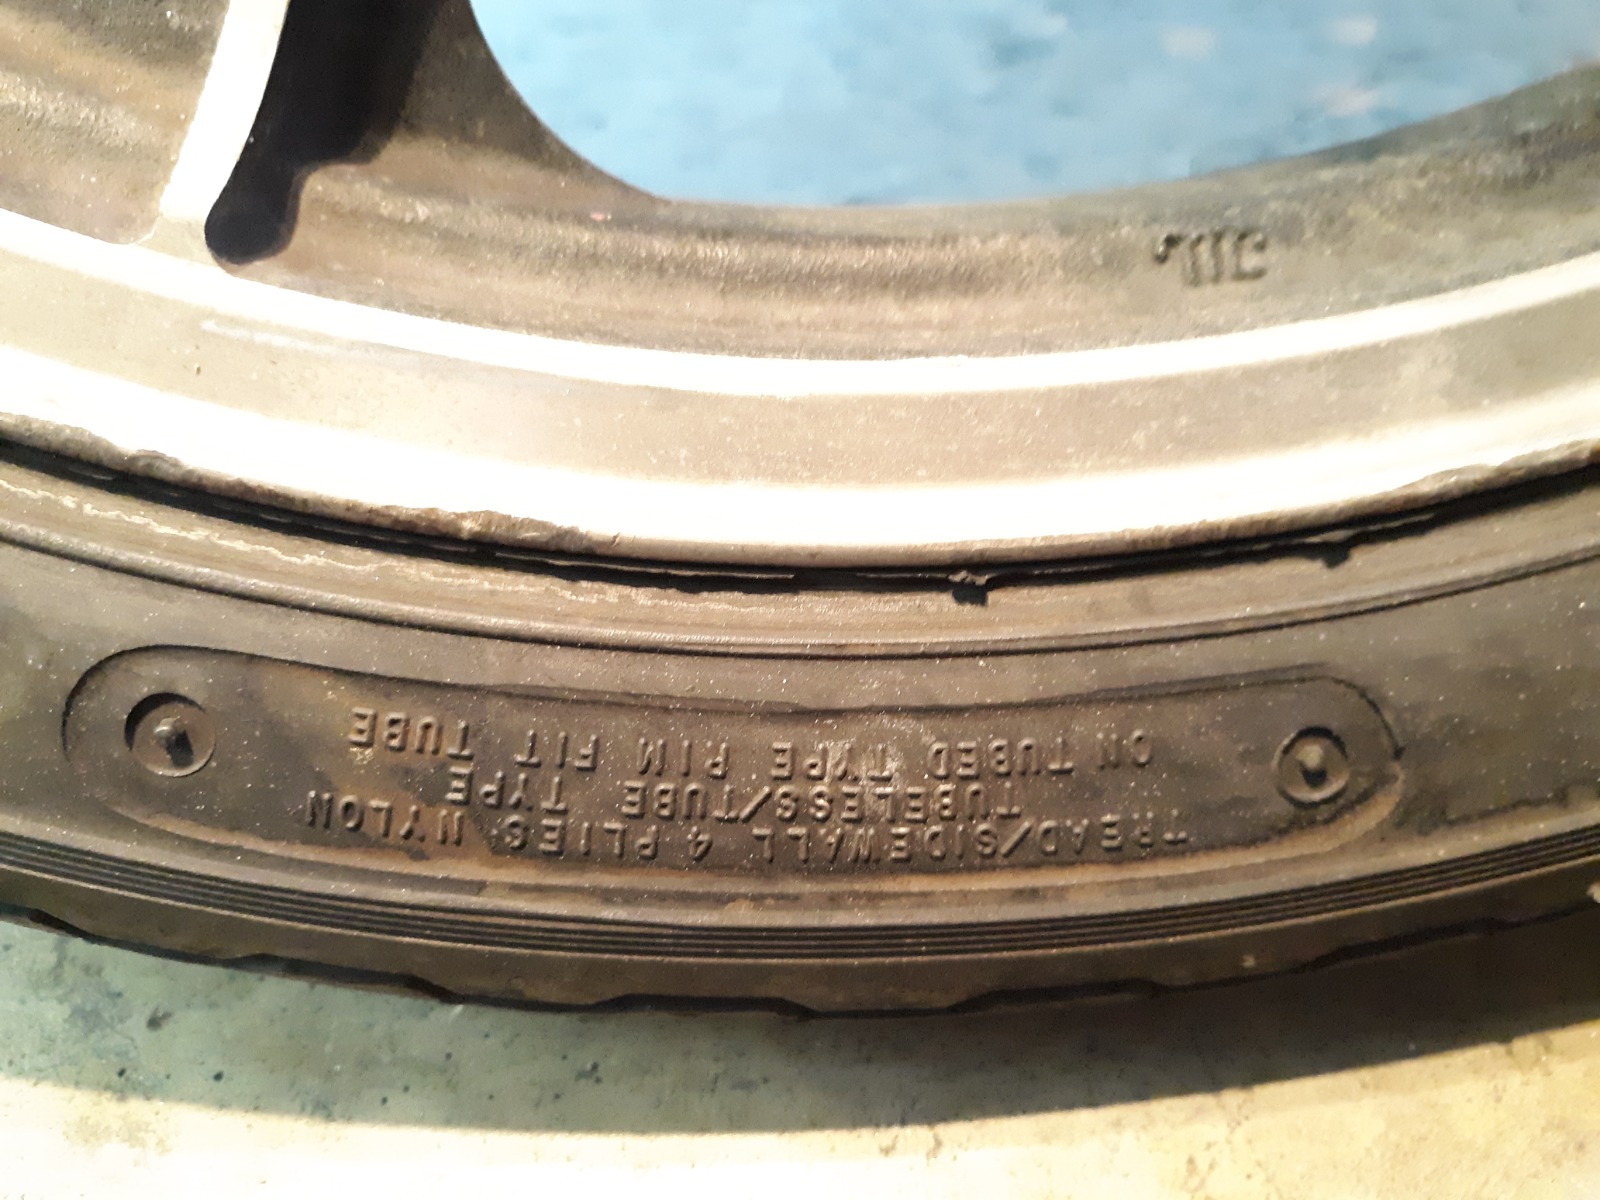 TREAD/SIDEWALL 4 PLIES: NYLON
TUBELESS/TUBE TYPE
ON TUBED TYPE RIM FIT TUBE